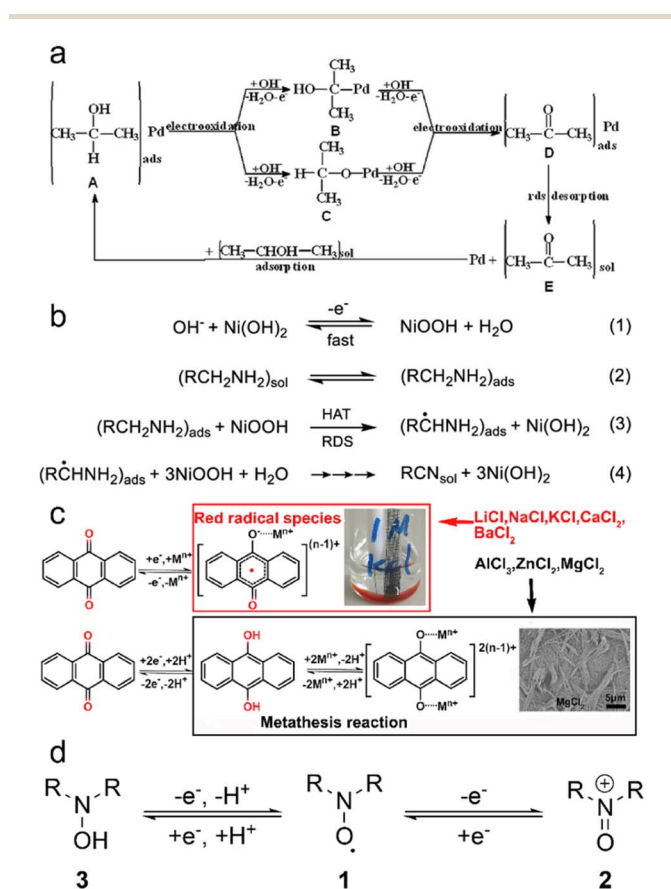 a
OH
CH₃—C—CH₃
H
A
Pd
ads
electrooxidation
+OH⁻
-H₂O-e⁻
CH₃
HO—C—Pd
CH₃
B
+OH⁻
-H₂O-e⁻
+OH⁻
-H₂O-e⁻
CH₃
H—C—O—Pd
CH₃
C
+OH⁻
-H₂O-e⁻
electrooxidation
O
CH₃—C—CH₃
D
Pd
ads
rds desorption
+ [CH₃—CHOH—CH₃]sol
adsorption
Pd +
O
CH₃—C—CH₃
sol
E
b
OH⁻ + Ni(OH)₂ -e⁻ fast NiOOH + H₂O (1)
(RCH₂NH₂)sol ⇌ (RCH₂NH₂)ads (2)
(RCH₂NH₂)ads + NiOOH HAT RDS (RĊHNH₂)ads + Ni(OH)₂ (3)
(RĊHNH₂)ads + 3NiOOH + H₂O →→→ RCNsol + 3Ni(OH)₂ (4)
c
Red radical species
O
O
+e⁻,+Mⁿ⁺
-e⁻,-Mⁿ⁺
O·····Mⁿ⁺
O
(n-1)+
1 M
kcl
LiCl,NaCl,KCl,CaCl₂,
BaCl₂
AlCl₃,ZnCl₂,MgCl₂
O
O
+2e⁻,+2H⁺
-2e⁻,-2H⁺
OH
OH
+2Mⁿ⁺,-2H⁺
-2Mⁿ⁺,+2H⁺
O·····Mⁿ⁺
O·····Mⁿ⁺
2(n-1)+
MgCl₂
5μm
Metathesis reaction
d
R R
N
OH
3
-e⁻, -H⁺
+e⁻, +H⁺
R R
N
O·
1
-e⁻
+e⁻
R ⊕ R
N
O
2